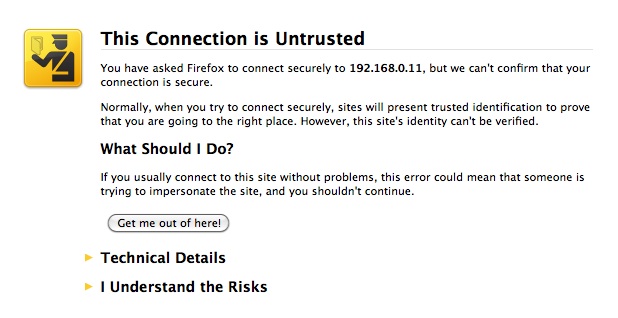 This Connection is Untrusted
You have asked Firefox to connect securely to 192.168.0.11, but we can't confirm that your
connection is secure.
Normally, when you try to connect securely, sites will present trusted identification to prove
that you are going to the right place. However, this site's identity can't be verified.
What Should I Do?
If you usually connect to this site without problems, this error could mean that someone is
trying to impersonate the site, and you shouldn't continue.
Get me out of here!
Technical Details
I Understand the Risks